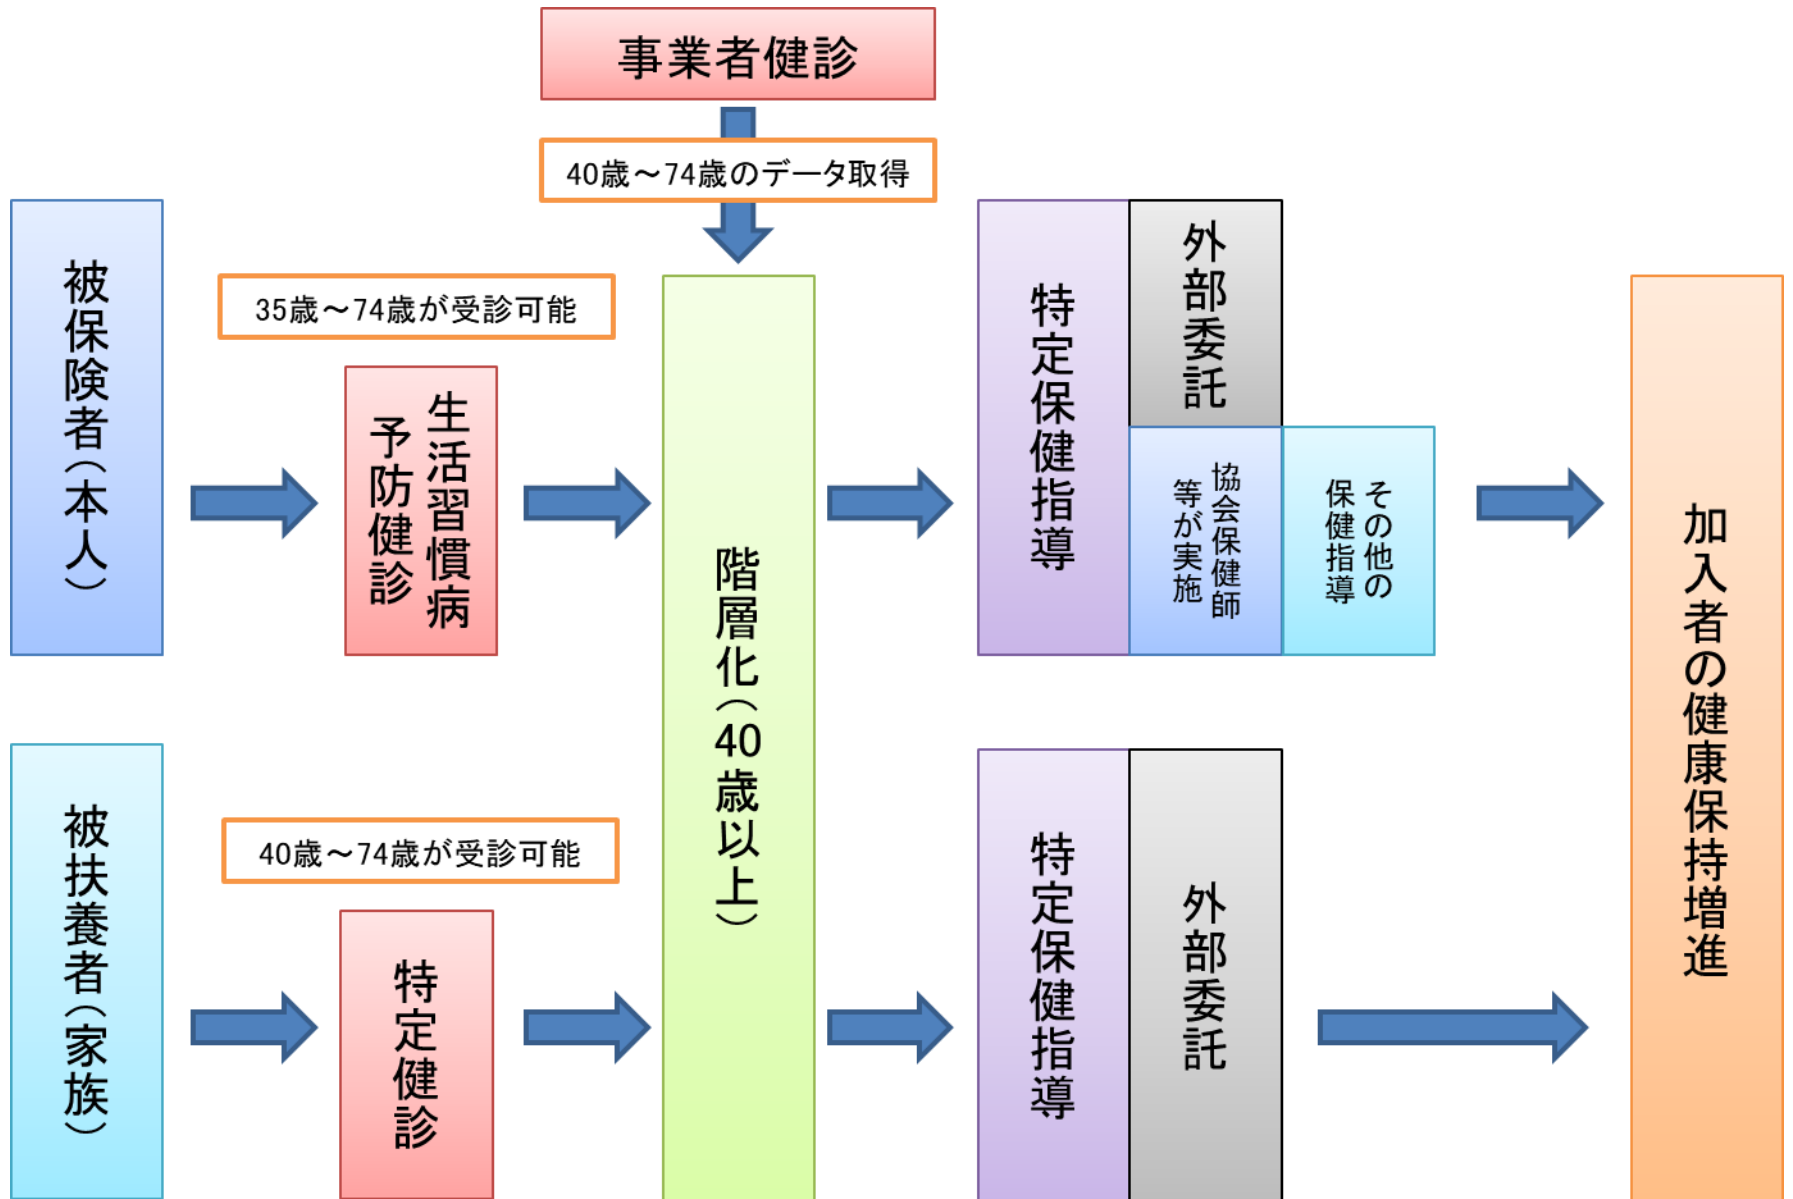 事業者健診
40歳～74歳のデータ取得
被保険者（本人）
35歳～74歳が受診可能
生活習慣病
予防健診
階層化（40歳以上）
特定保健指導
外部委託
協会保健師
等が実施
その他の
保健指導
加入者の健康保持増進
被扶養者（家族）
40歳～74歳が受診可能
特定健診
特定保健指導
外部委託